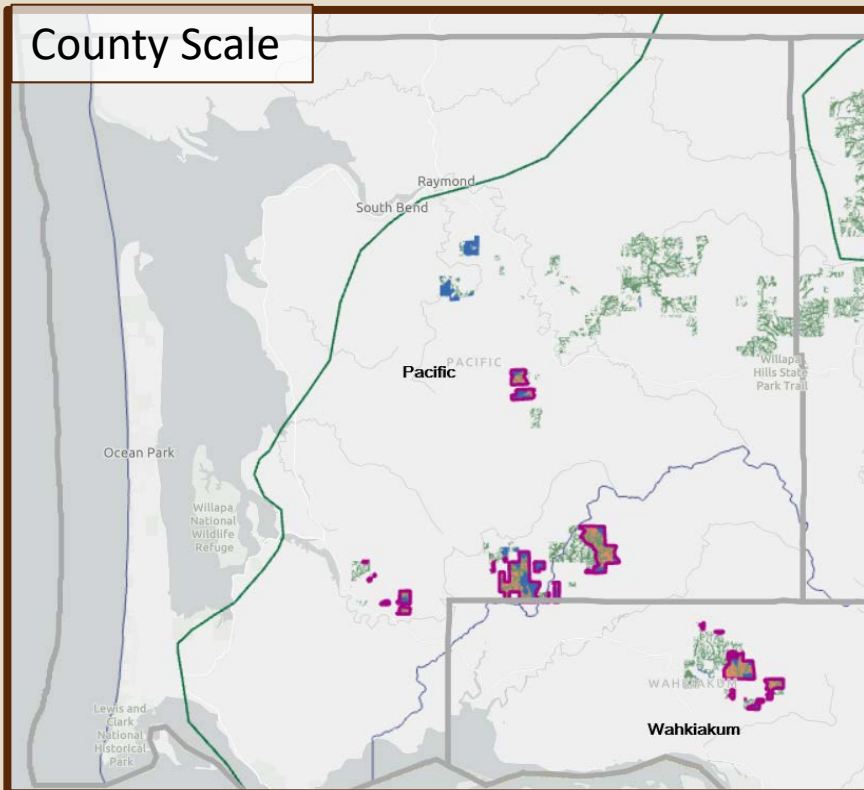 County Scale
Raymond
South Bend
PACIFIC
Pacific
Willapa
Hills State
Park Trail
Ocean Park
Willapa
National
Wildlife
Refuge
WAHKIAKUM
Lewis and
Clark
National
Historical
Park
Wahkiakum